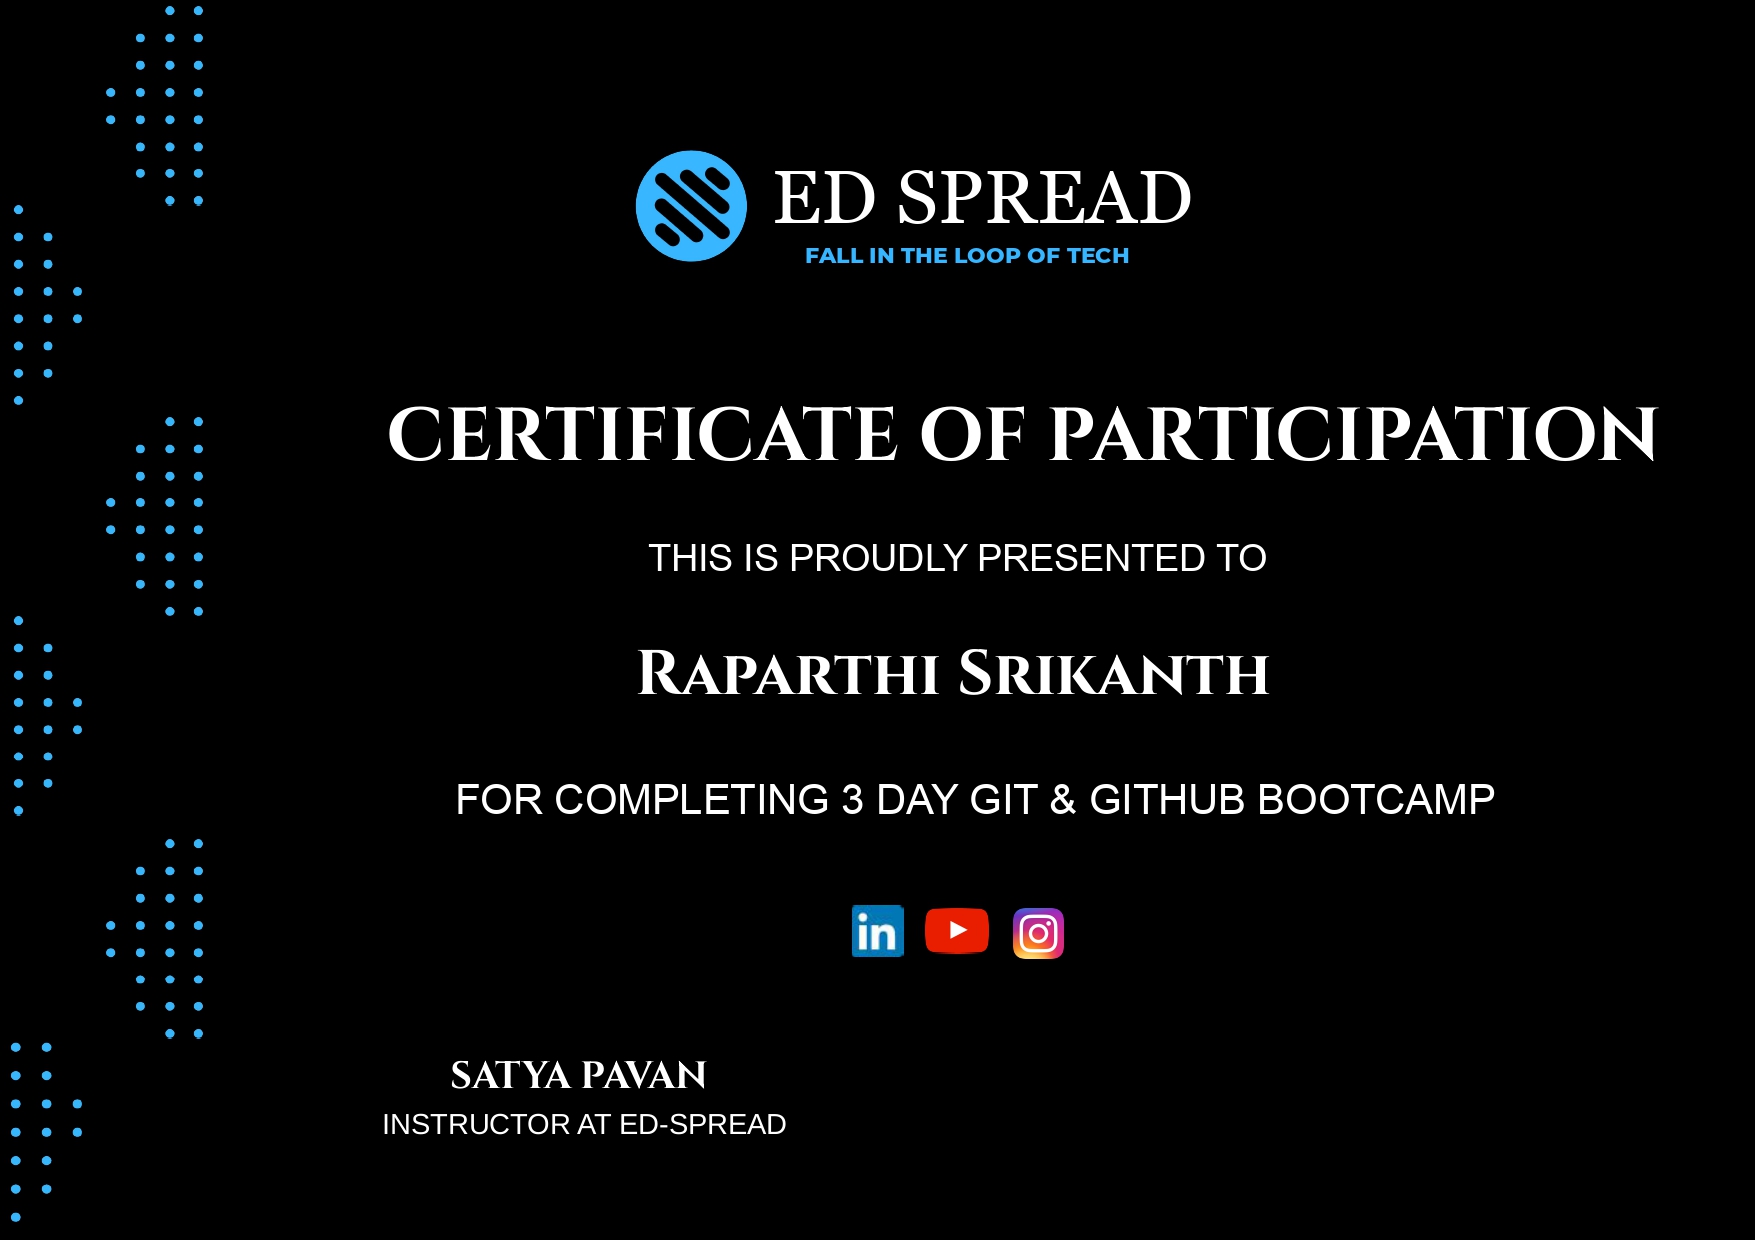 ED SPREAD
FALL IN THE LOOP OF TECH
CERTIFICATE OF PARTICIPATION
THIS IS PROUDLY PRESENTED TO
Raparthi Srikanth
FOR COMPLETING 3 DAY GIT & GITHUB BOOTCAMP
in
SATYA PAVAN
INSTRUCTOR AT ED-SPREAD